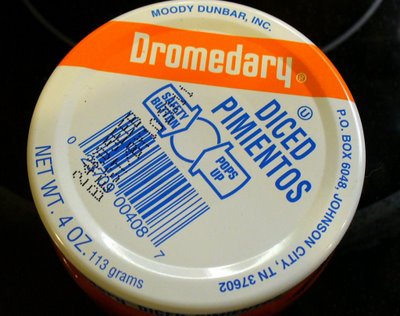 MOODY DUNBAR, INC.
Dromedary®
DICED
PIMIENTOS
U
SAFETY
BUTTON
POPS
UP
0 00408 7
NET WT. 4 OZ. 113 grams
P.O. BOX 6048, JOHNSON CITY, TN 37602